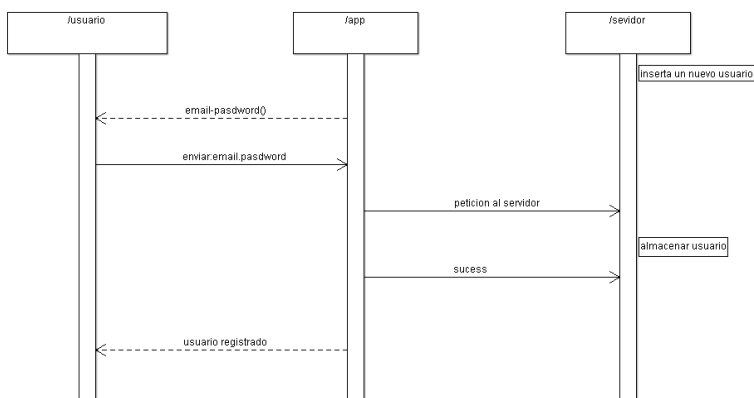 /usuario
/app
/sevidor
inserta un nuevo usuario
email-pasdword()
enviar:email.pasdword
peticion al servidor
almacenar usuario
sucess
usuario registrado